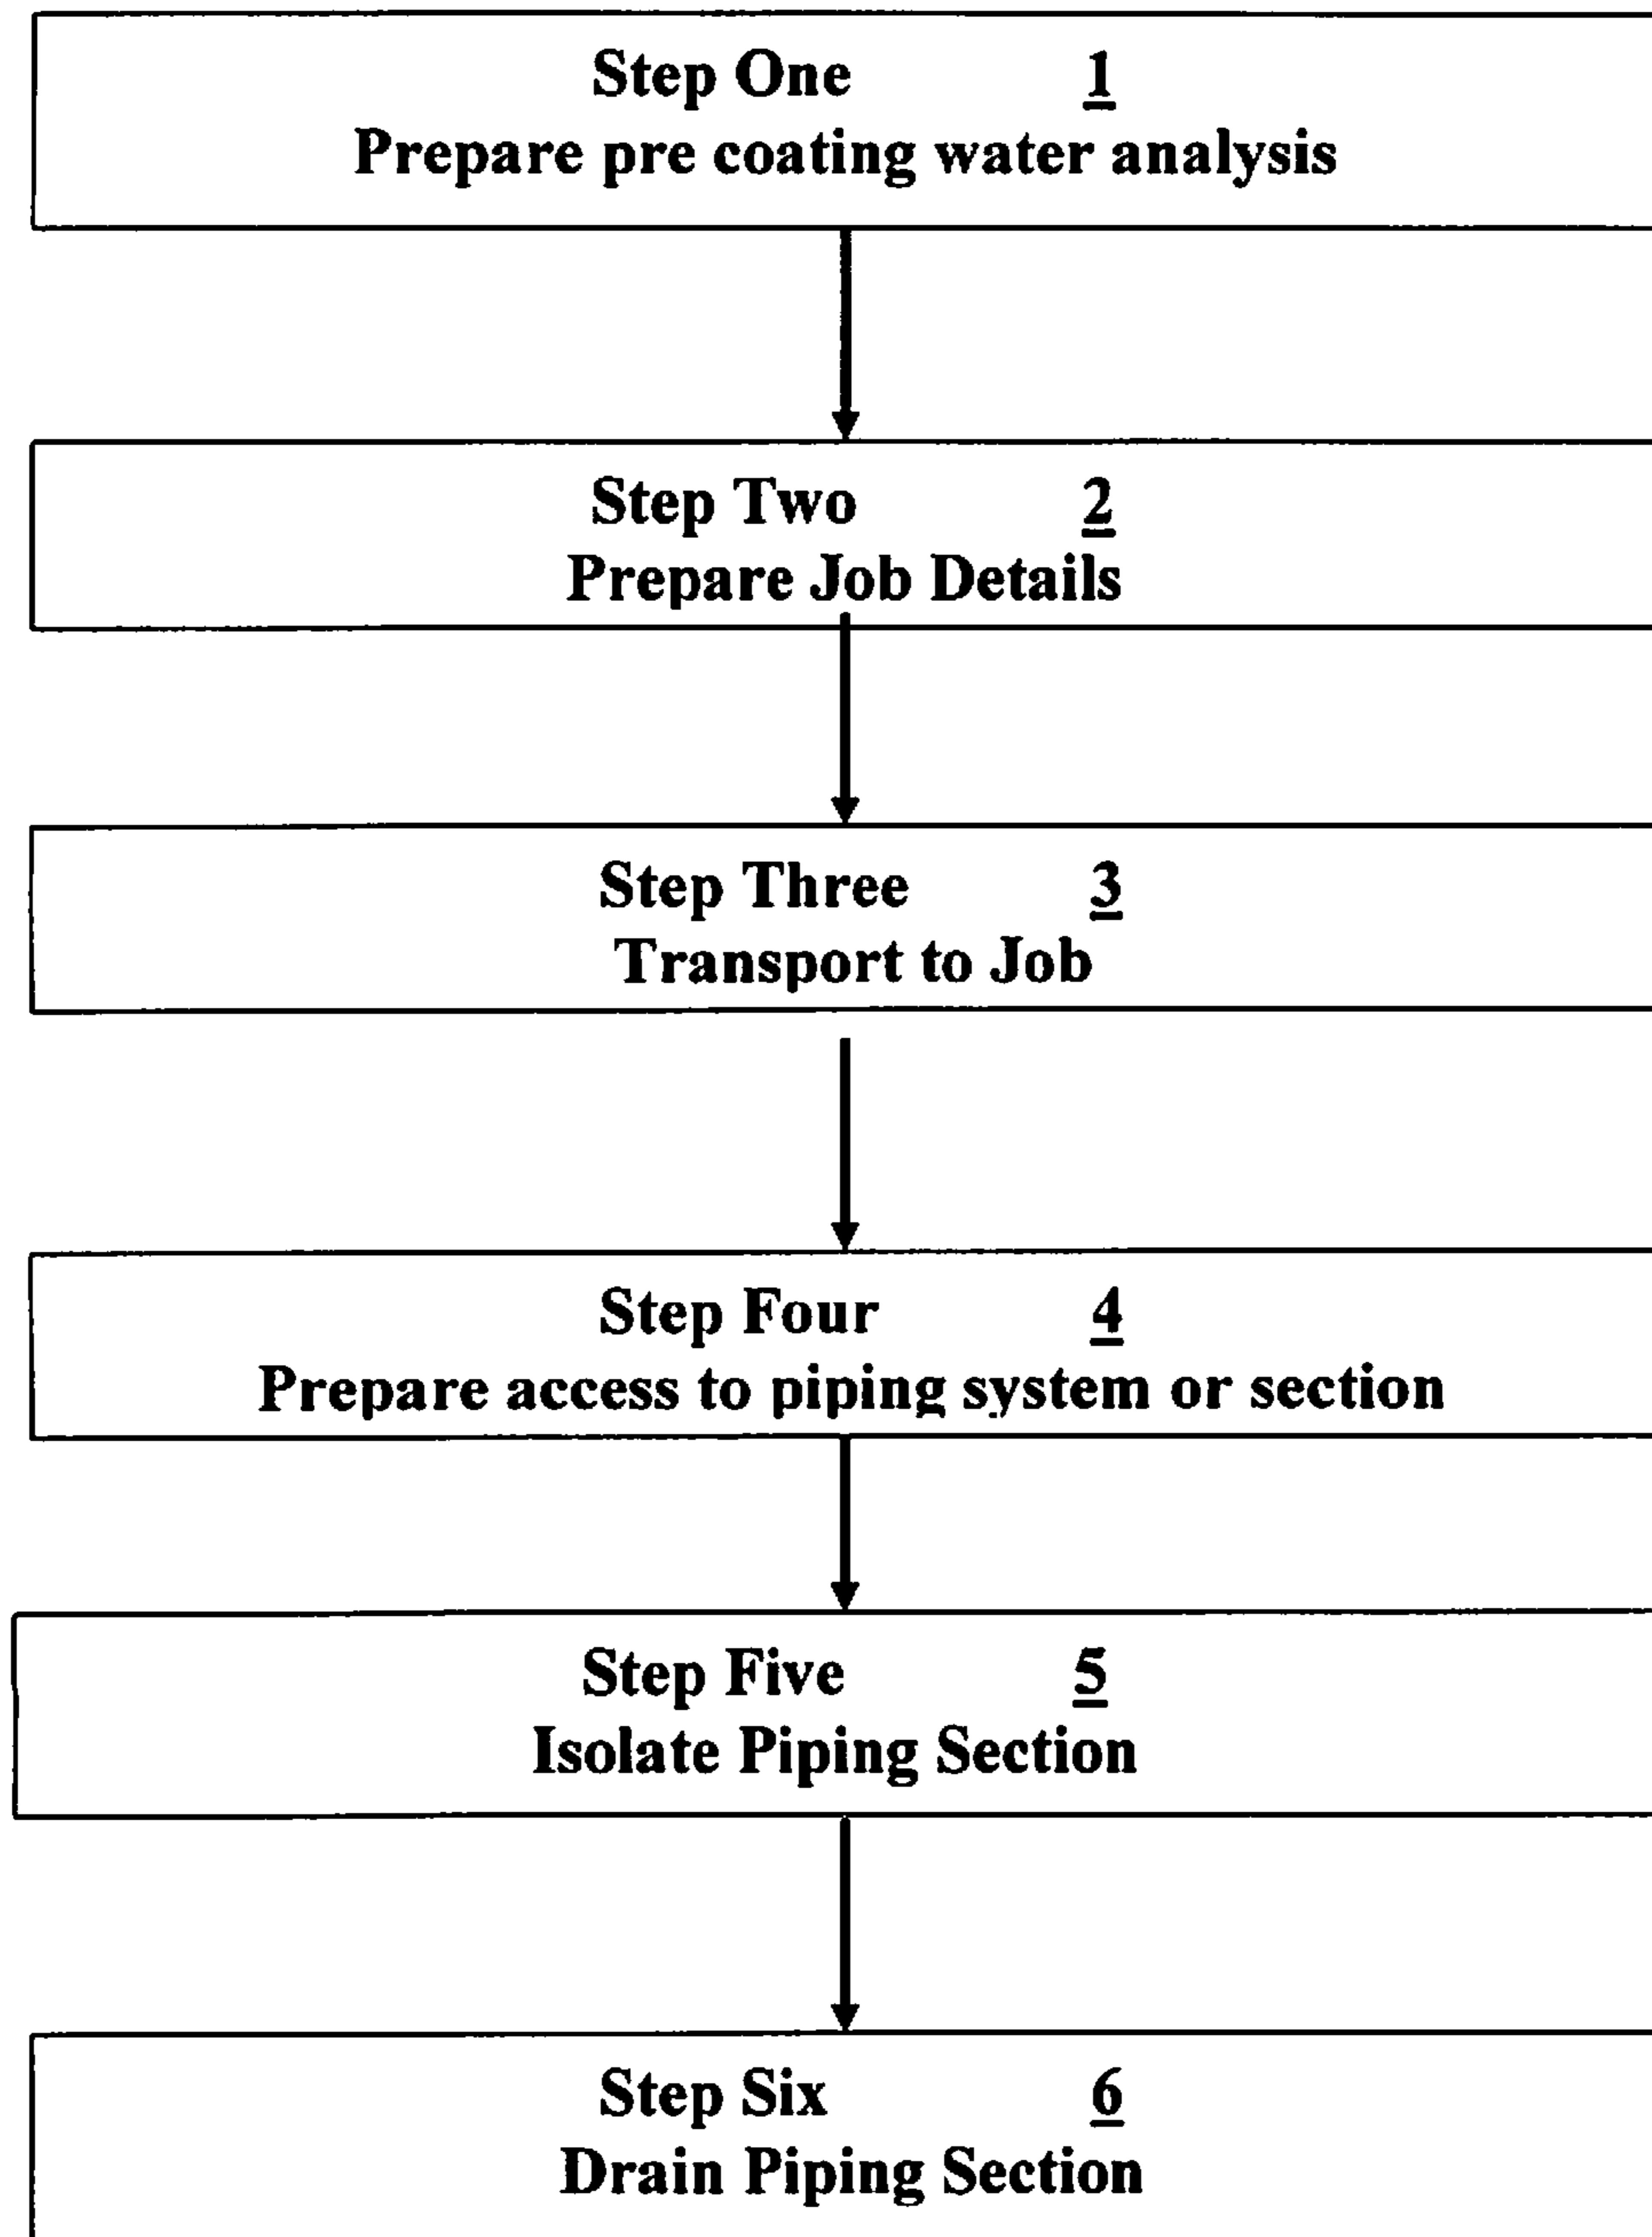 Step One 1
Prepare pre coating water analysis
Step Two 2
Prepare Job Details
Step Three 3
Transport to Job
Step Four 4
Prepare access to piping system or section
Step Five 5
Isolate Piping Section
Step Six 6
Drain Piping Section